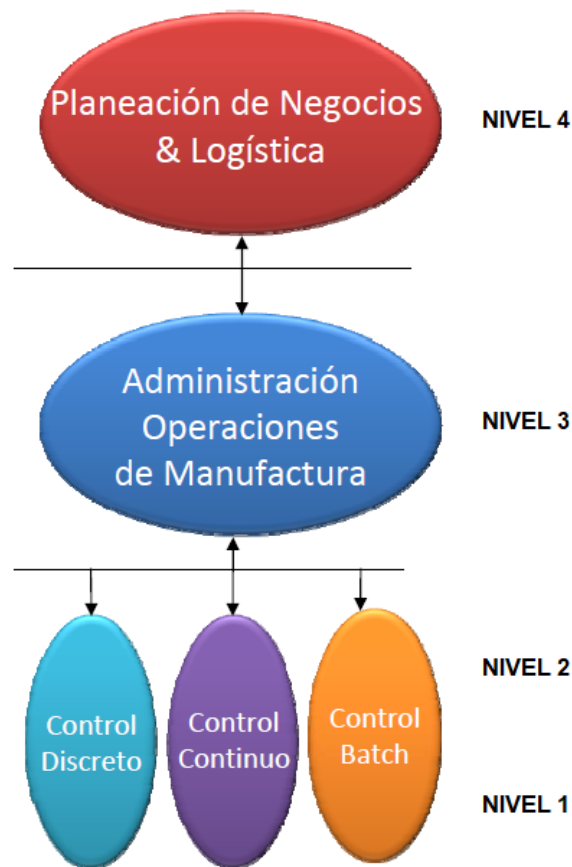 Planeación de Negocios
& Logística
NIVEL 4
Administración
Operaciones
de Manufactura
NIVEL 3
Control
Discreto
Control
Continuo
Control
Batch
NIVEL 2
NIVEL 1